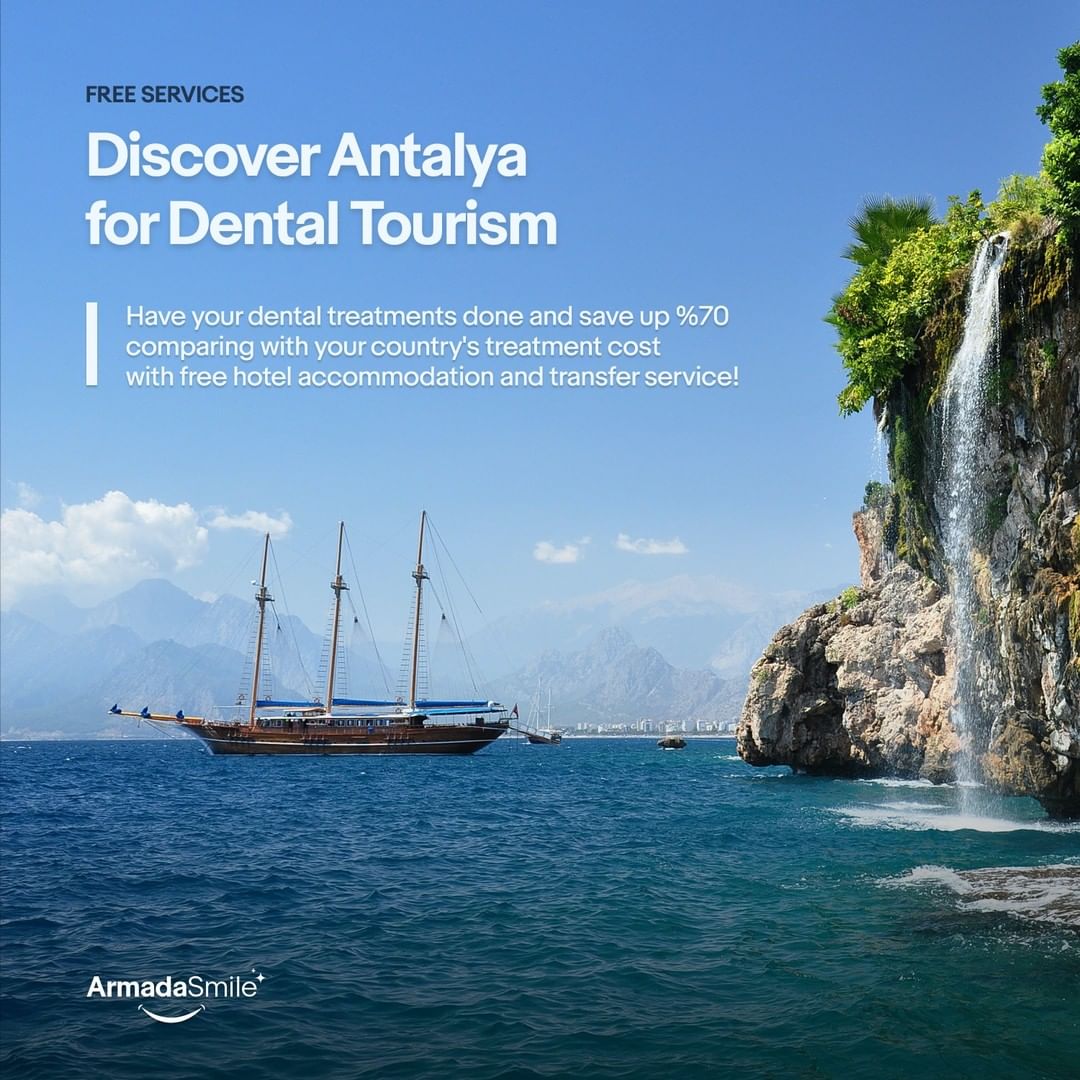 FREE SERVICES
Discover Antalya
for Dental Tourism
Have your dental treatments done and save up %70
comparing with your country's treatment cost
with free hotel accommodation and transfer service!
ArmadaSmile